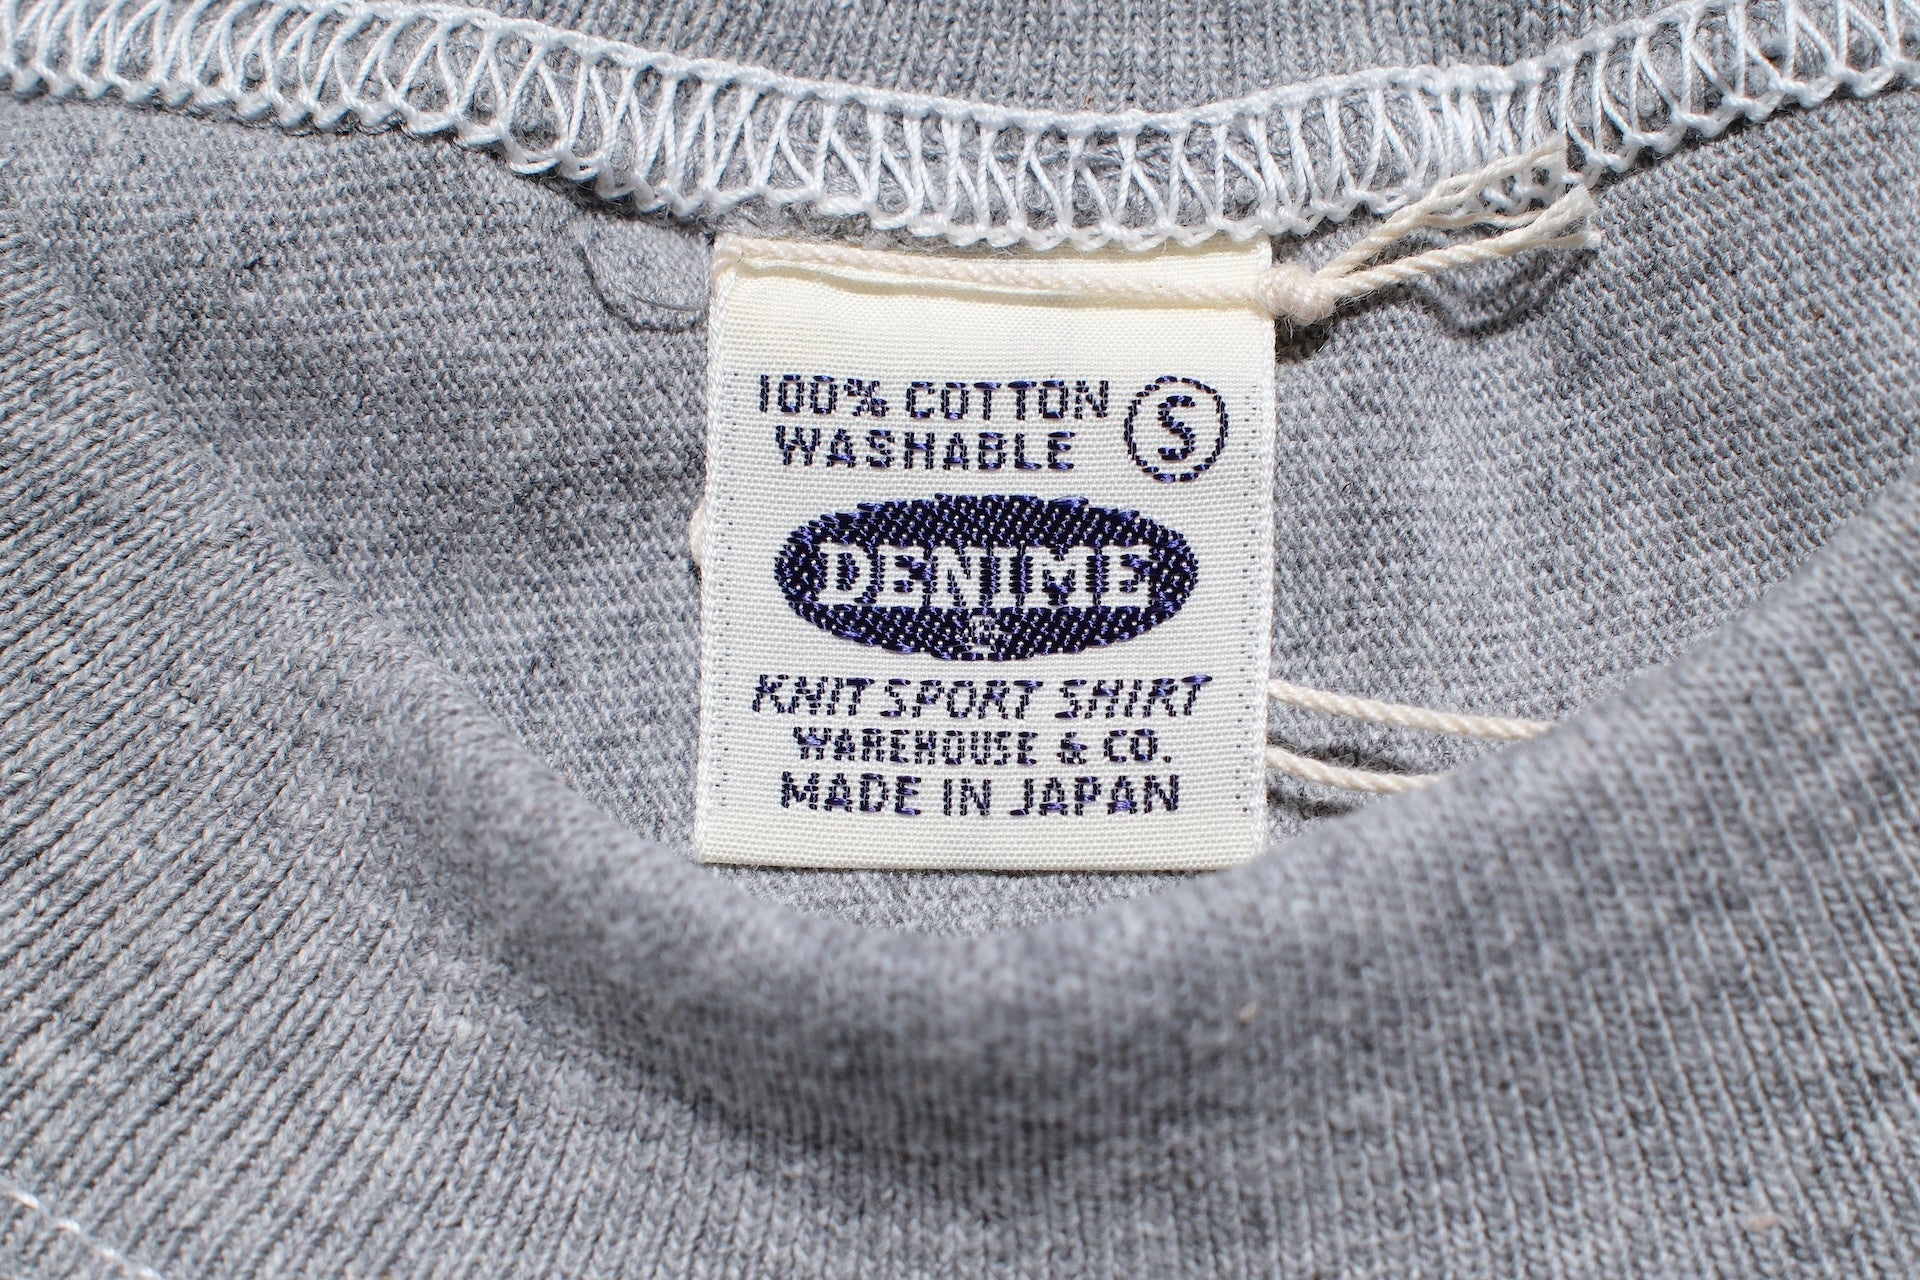 100% COTTON
WASHABLE
S
DENIME
KNIT SPORT SHIRT
WAREHOUSE & CO.
MADE IN JAPAN